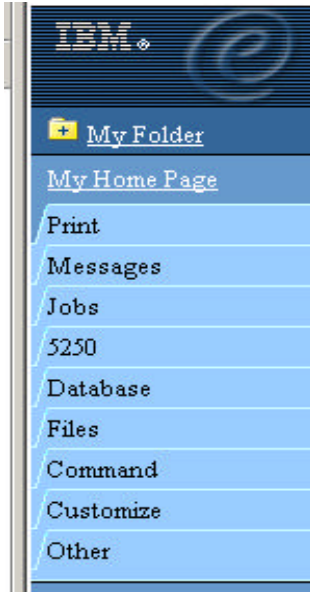 IBM®
My Folder
My Home Page
Print
Messages
Jobs
5250
Database
Files
Command
Customize
Other